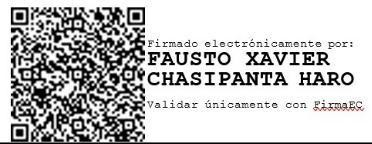 Firmado electrónicamente por:
FAUSTO XAVIER
CHASIPANTA HARO
Validar únicamente con FirmaEC